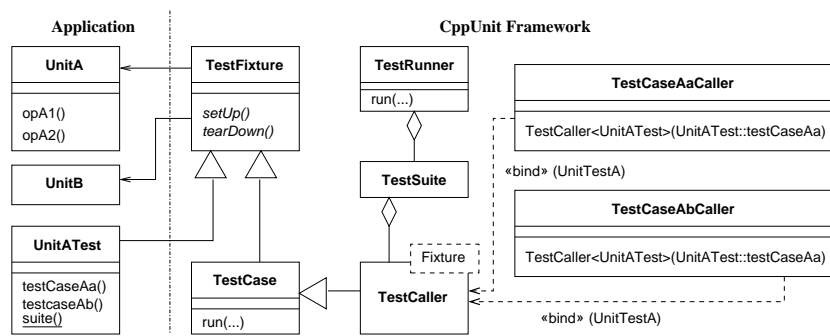 Application
CppUnit Framework
UnitA
opA1()
opA2()
UnitB
UnitATest
testCaseAa()
testcaseAb()
suite()
TestFixture
setUp()
tearDown()
TestCase
run(...)
TestRunner
run(...)
TestSuite
Fixture
TestCaller
TestCaseAaCaller
TestCaller<UnitATest>(UnitATest::testCaseAa)
«bind» (UnitTestA)
TestCaseAbCaller
TestCaller<UnitATest>(UnitATest::testCaseAa)
«bind» (UnitTestA)